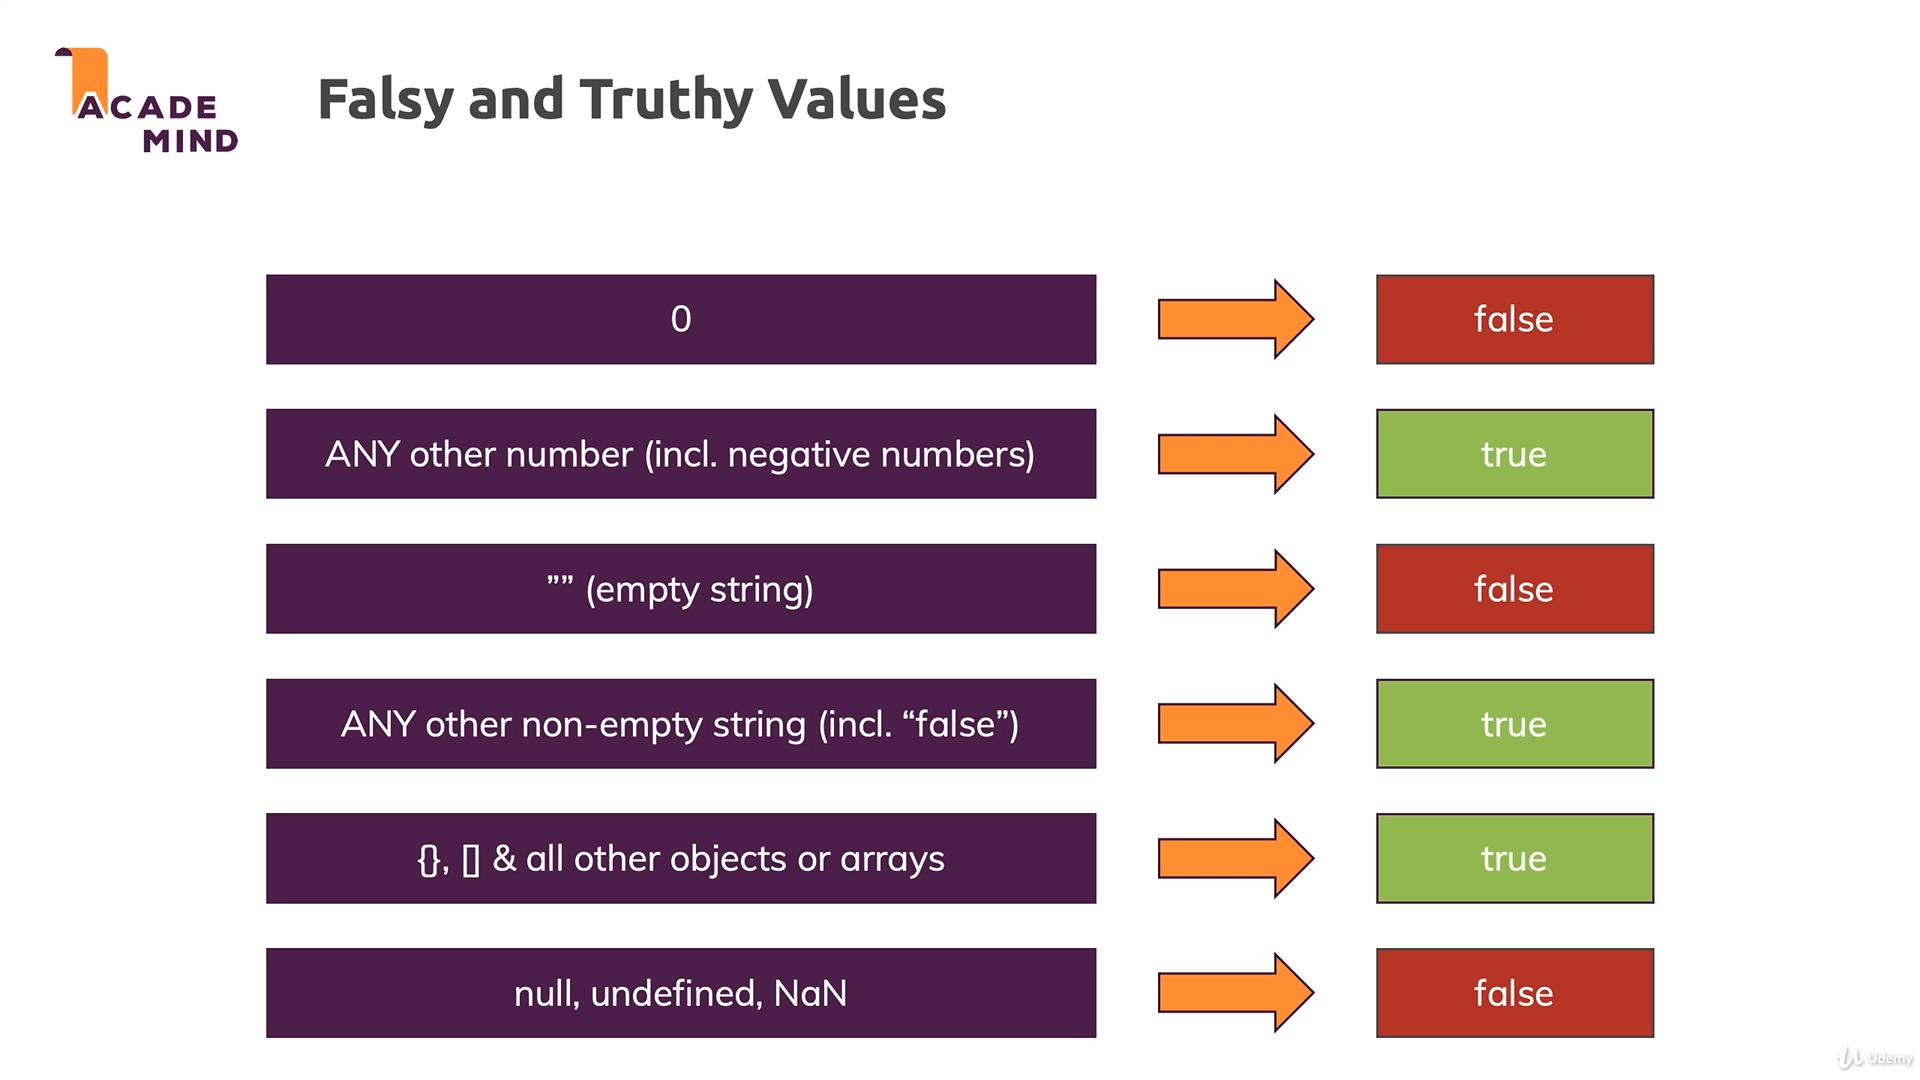 ACADE
MIND
Falsy and Truthy Values
0
false
ANY other number (incl. negative numbers)
true
”” (empty string)
false
ANY other non-empty string (incl. “false”)
true
{}, [] & all other objects or arrays
true
null, undefined, NaN
false
Udemy